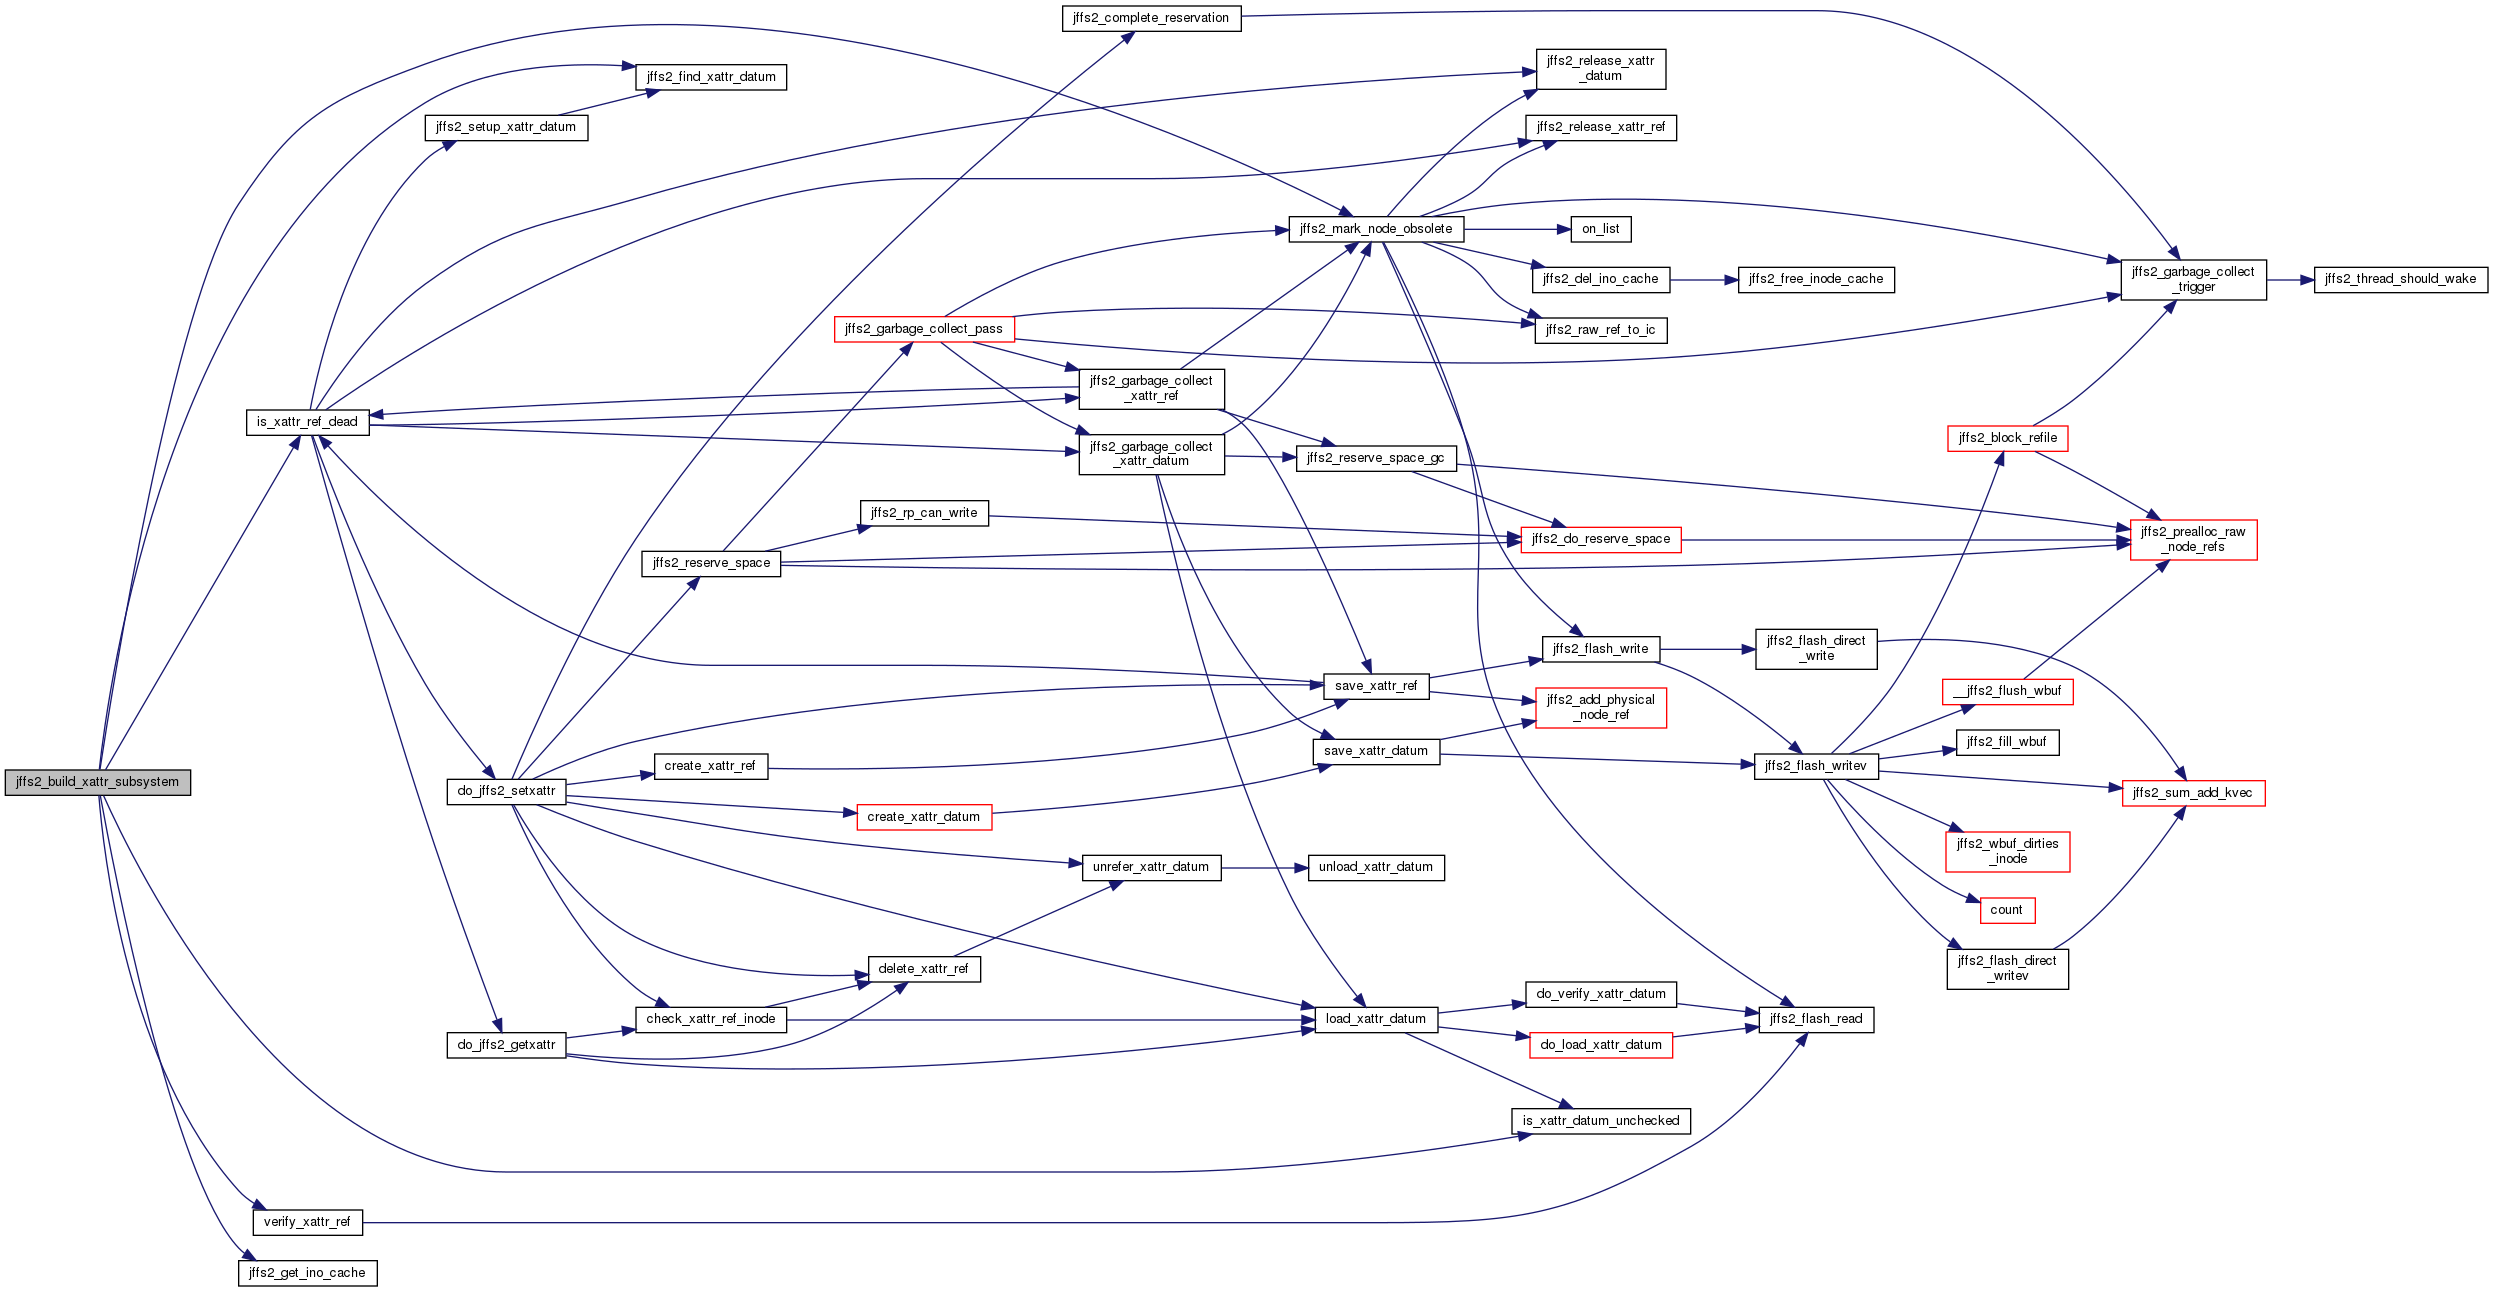 jffs2_complete_reservation
jffs2_release_xattr
_datum
jffs2_find_xattr_datum
jffs2_setup_xattr_datum
jffs2_release_xattr_ref
jffs2_mark_node_obsolete
on_list
jffs2_garbage_collect
_trigger
jffs2_del_ino_cache
jffs2_free_inode_cache
jffs2_thread_should_wake
jffs2_garbage_collect_pass
jffs2_raw_ref_to_ic
jffs2_garbage_collect
_xattr_ref
is_xattr_ref_dead
jffs2_block_refile
jffs2_garbage_collect
_xattr_datum
jffs2_reserve_space_gc
jffs2_rp_can_write
jffs2_do_reserve_space
jffs2_prealloc_raw
_node_refs
jffs2_reserve_space
jffs2_flash_write
jffs2_flash_direct
_write
save_xattr_ref
__jffs2_flush_wbuf
jffs2_add_physical
_node_ref
jffs2_fill_wbuf
save_xattr_datum
create_xattr_ref
jffs2_flash_writev
jffs2_build_xattr_subsystem
do_jffs2_setxattr
jffs2_sum_add_kvec
create_xattr_datum
jffs2_wbuf_dirties
_inode
unrefer_xattr_datum
unload_xattr_datum
count
delete_xattr_ref
jffs2_flash_direct
_writev
do_verify_xattr_datum
check_xattr_ref_inode
load_xattr_datum
jffs2_flash_read
do_jffs2_getxattr
do_load_xattr_datum
is_xattr_datum_unchecked
verify_xattr_ref
jffs2_get_ino_cache